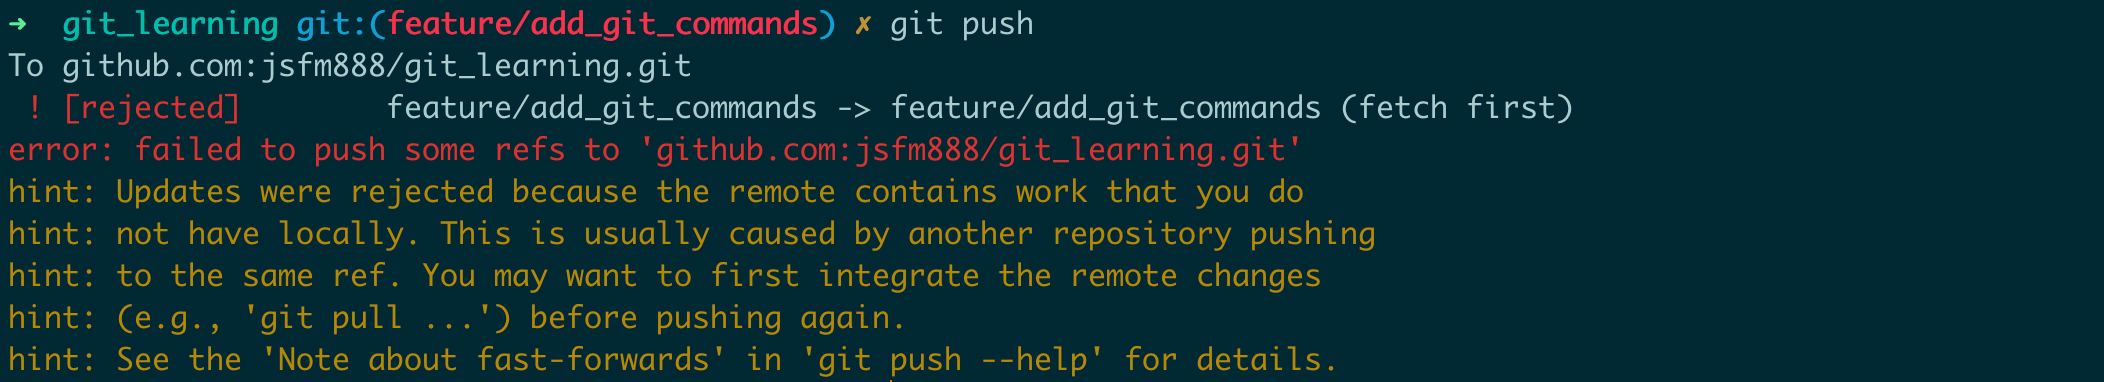 ➜  git_learning git:(feature/add_git_commands) ✗ git push
To github.com:jsfm888/git_learning.git
 ! [rejected]        feature/add_git_commands -> feature/add_git_commands (fetch first)
error: failed to push some refs to 'github.com:jsfm888/git_learning.git'
hint: Updates were rejected because the remote contains work that you do
hint: not have locally. This is usually caused by another repository pushing
hint: to the same ref. You may want to first integrate the remote changes
hint: (e.g., 'git pull ...') before pushing again.
hint: See the 'Note about fast-forwards' in 'git push --help' for details.